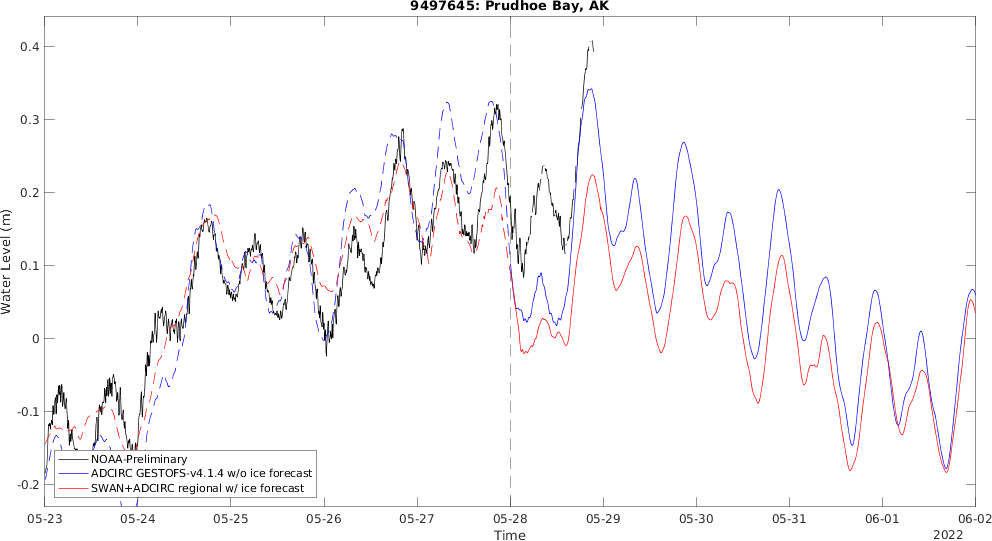 9497645: Prudhoe Bay, AK
Water Level (m)
0.4
0.3
0.2
0.1
0
-0.1
-0.2
NOAA-Preliminary
ADCIRC GESTOFS-v4.1.4 w/o ice forecast
SWAN+ADCIRC regional w/ ice forecast
05-23 05-24 05-25 05-26 05-27 05-28 05-29 05-30 05-31 06-01 06-02
Time
2022